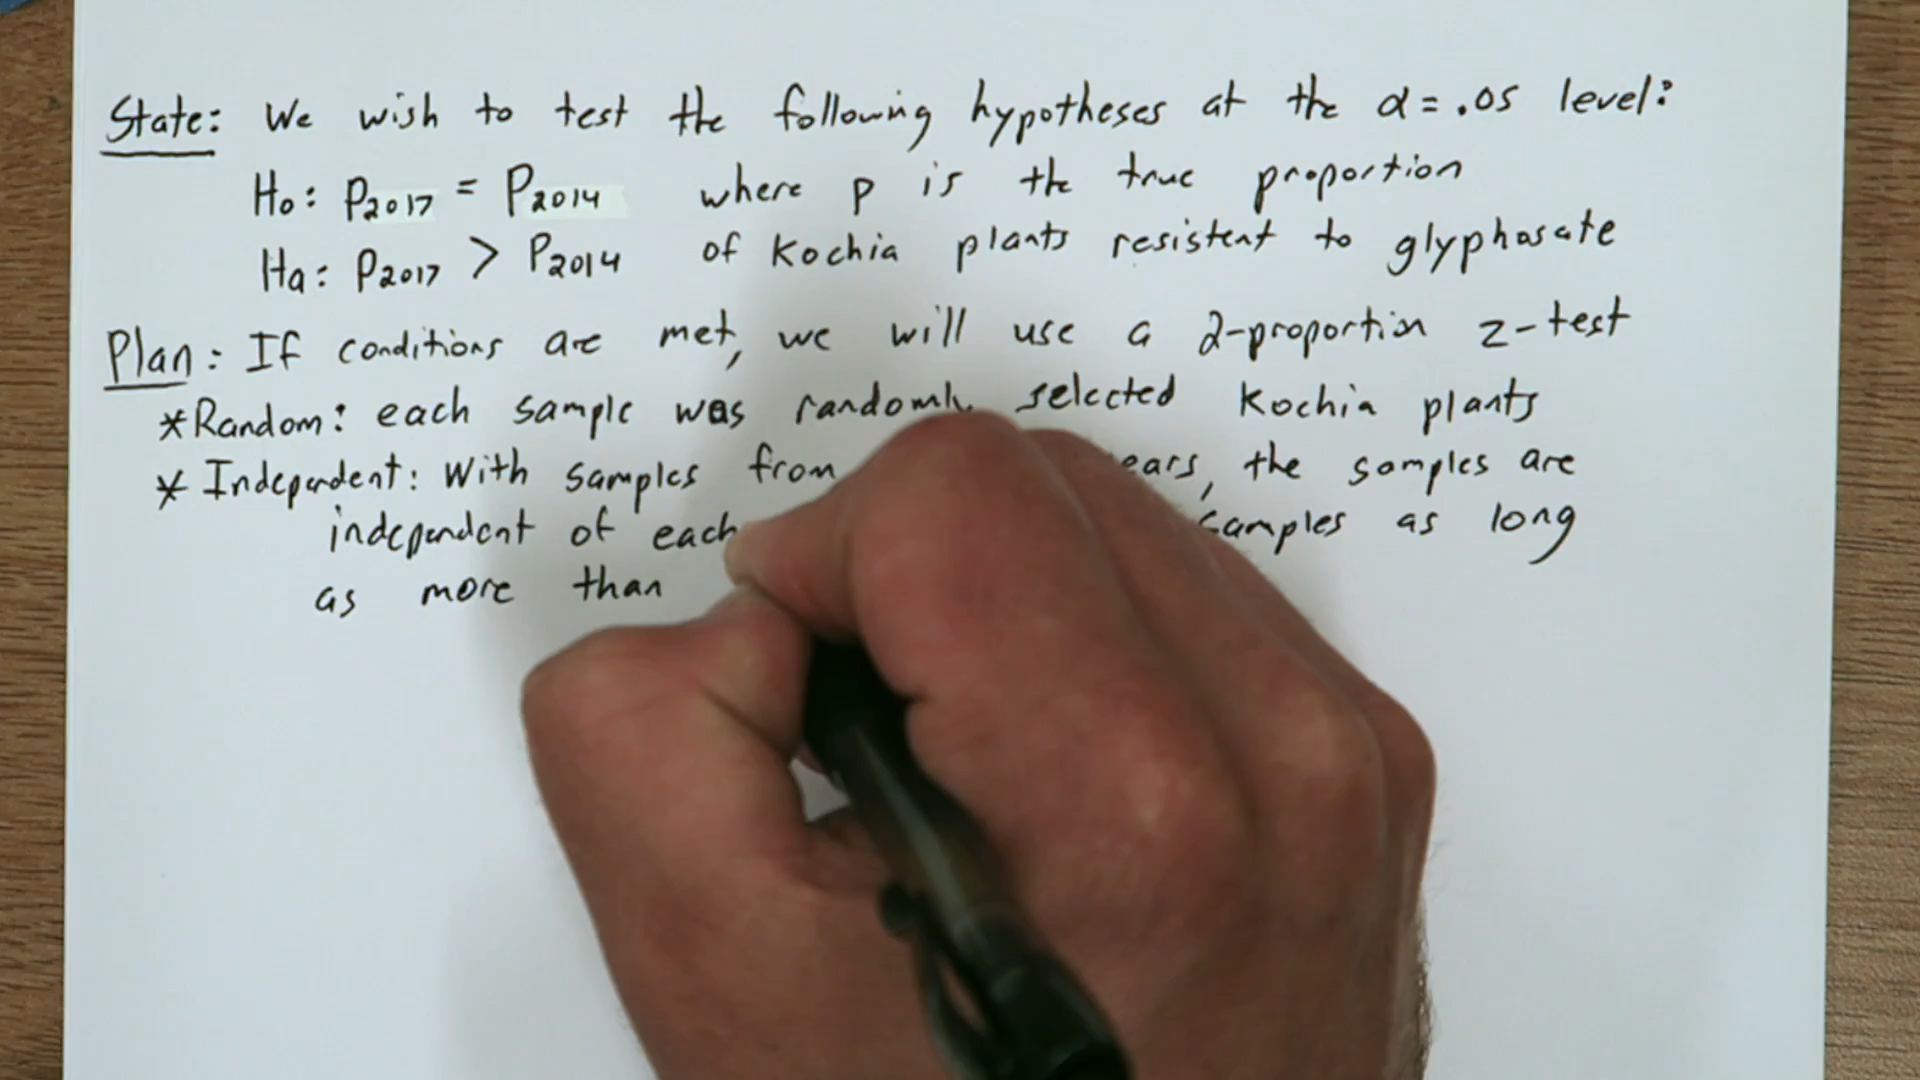 State: We wish to test the following hypotheses at the α = .05 level:
Ho: P2017 = P2014 where p is the true proportion
Ha: P2017 > P2014 of Kochia plants resistent to glyphosate
Plan: If conditions are met, we will use a 2-proportion z-test
*Random: each sample was randomly selected Kochia plants
* Independent: With samples from ears, the samples are
independent of each samples as long
as more than